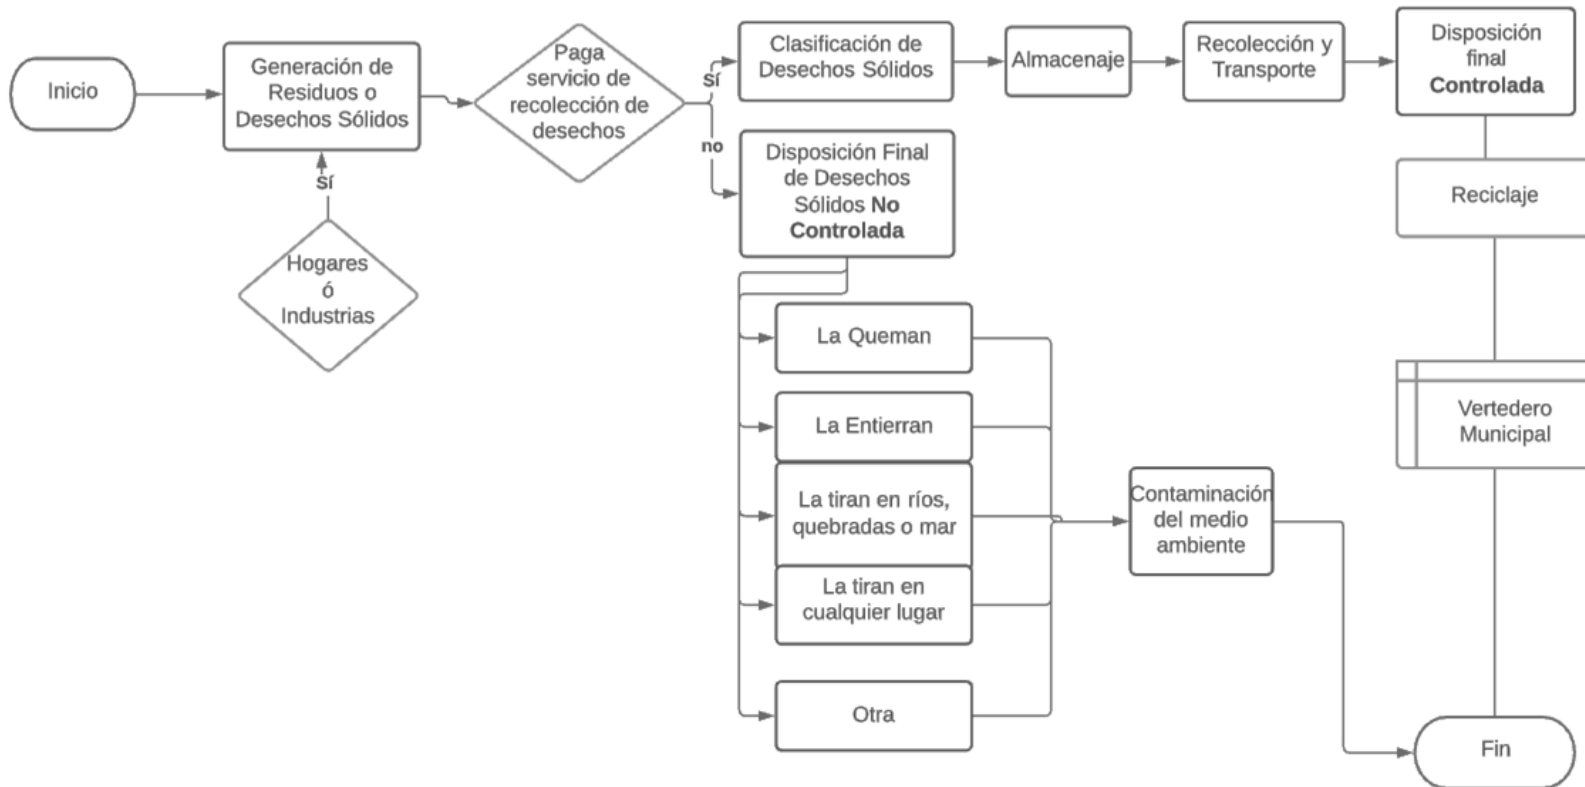 Inicio
Generación de
Residuos o
Desechos Sólidos
Sí
Hogares
ó
Industrias
Paga
servicio de
recolección de
desechos
Sí
no
Clasificación de
Desechos Sólidos
Almacenaje
Recolección y
Transporte
Disposición
final
Controlada
Reciclaje
Vertedero
Municipal
Disposición Final
de Desechos
Sólidos No
Controlada
La Queman
La Entierran
La tiran en ríos,
quebradas o mar
La tiran en
cualquier lugar
Otra
Contaminación
del medio
ambiente
Fin